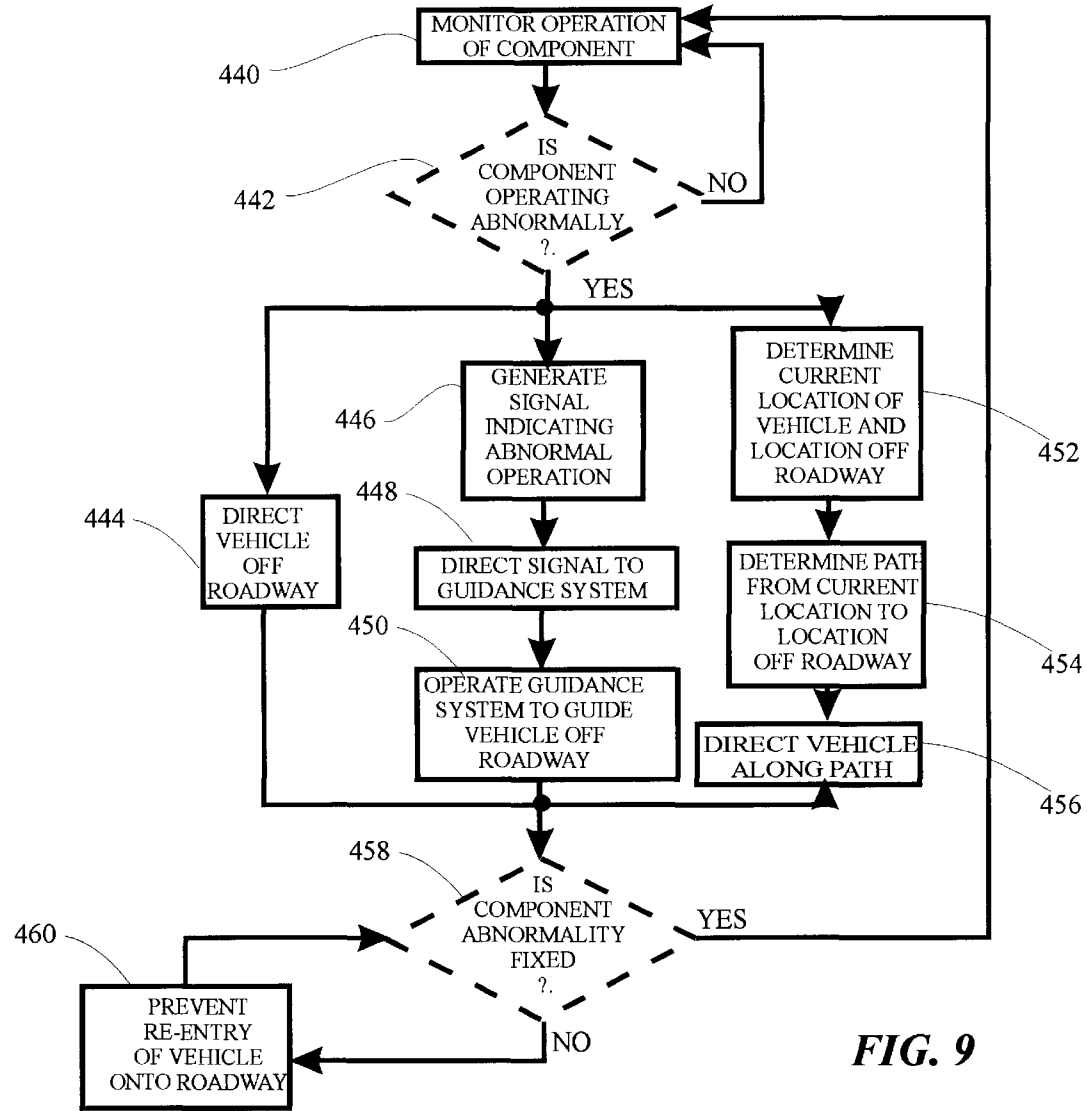 MONITOR OPERATION
OF COMPONENT
440
442
IS
COMPONENT
OPERATING
ABNORMALLY
?.
NO
YES
GENERATE
SIGNAL
INDICATING
ABNORMAL
OPERATION
446
DETERMINE
CURRENT
LOCATION OF
VEHICLE AND
LOCATION OFF
ROADWAY
452
444
DIRECT
VEHICLE
OFF
ROADWAY
448
DIRECT SIGNAL TO
GUIDANCE SYSTEM
DETERMINE PATH
FROM CURRENT
LOCATION TO
LOCATION
OFF ROADWAY
454
450
OPERATE GUIDANCE
SYSTEM TO GUIDE
VEHICLE OFF
ROADWAY
DIRECT VEHICLE
ALONG PATH
456
458
IS
COMPONENT
ABNORMALITY
FIXED
?.
YES
NO
460
PREVENT
RE-ENTRY
OF VEHICLE
ONTO ROADWAY
FIG. 9